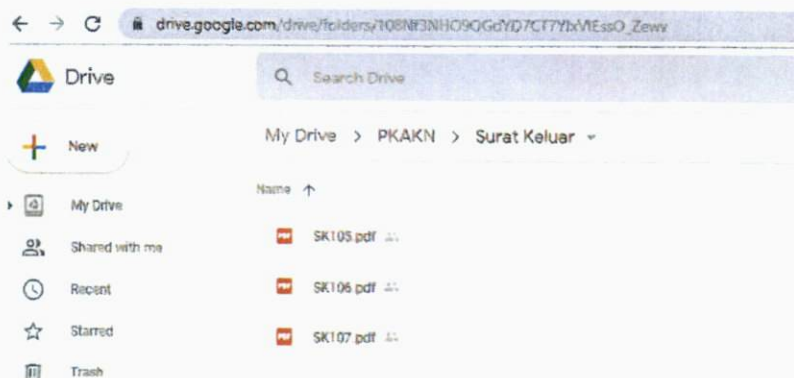 drive.google.com/drive/folders/
Drive
Search Drive
New
My Drive > PKAKN > Surat Keluar
Name
My Drive
SK105.pdf
Shared with me
Recent
SK106.pdf
Starred
SK107.pdf
Trash